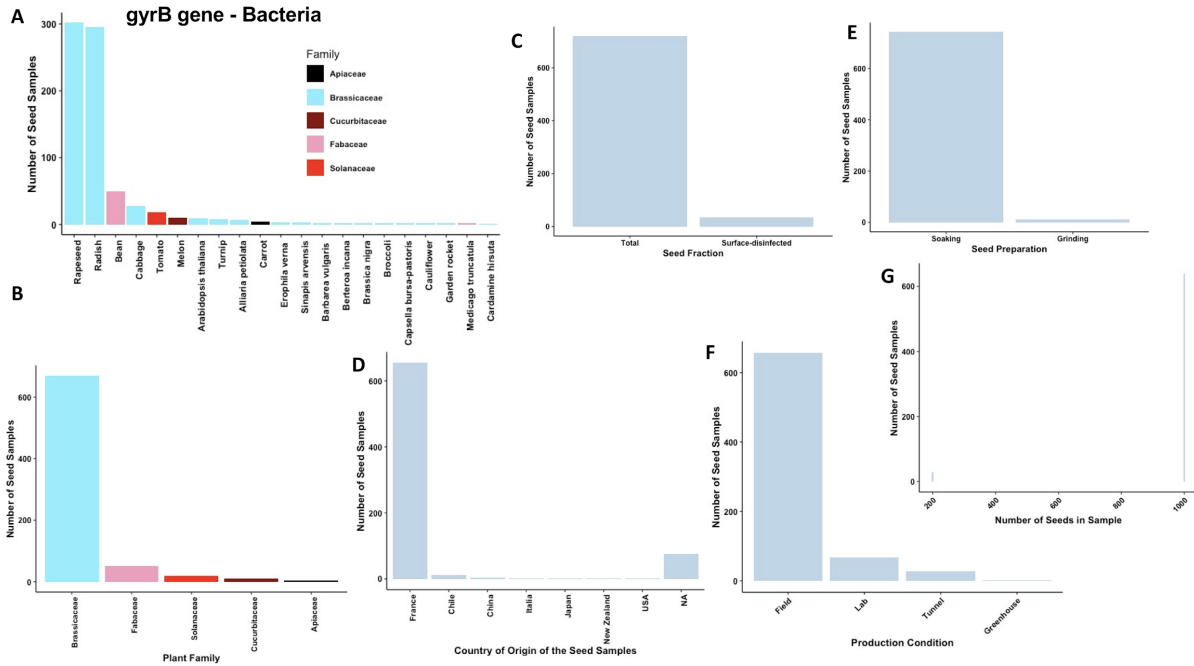 A
gyrB gene - Bacteria
Number of Seed Samples
300
200
100
0
Family
Apiaceae
Brassicaceae
Cucurbitaceae
Fabaceae
Solanaceae
Rapeseed
Radish
Bean
Cabbage
Tomato
Melon
Arabidopsis thaliana
Turnip
Alliaria petiolata
Carrot
Erophila verna
Sinapis arvensis
Barbarea vulgaris
Berteroa incana
Brassica nigra
Broccoli
Capsella bursa-pastoris
Cauliflower
Garden rocket
Medicago truncatula
Cardamine hirsuta
B
Number of Seed Samples
600
400
200
0
Brassicaceae
Fabaceae
Solanaceae
Cucurbitaceae
Apiaceae
Plant Family
C
Number of Seed Samples
600
400
200
0
Total
Surface-disinfected
Seed Fraction
D
Number of Seed Samples
600
400
200
0
France
Chile
China
Italia
Japan
New Zealand
USA
NA
Country of Origin of the Seed Samples
E
Number of Seed Samples
600
400
200
0
Soaking
Grinding
Seed Preparation
F
Number of Seed Samples
600
400
200
0
Field
Lab
Tunnel
Greenhouse
Production Condition
G
Number of Seed Samples
600
400
200
0
200
400
600
800
1000
Number of Seeds in Sample